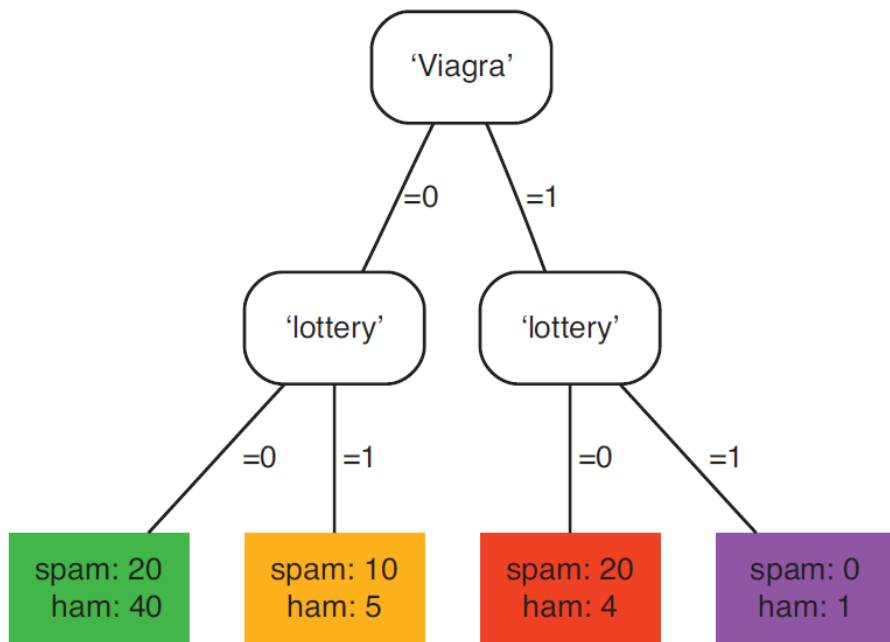 ‘Viagra’
=0
=1
‘lottery’
‘lottery’
=0
=1
=0
=1
spam: 20
ham: 40
spam: 10
ham: 5
spam: 20
ham: 4
spam: 0
ham: 1